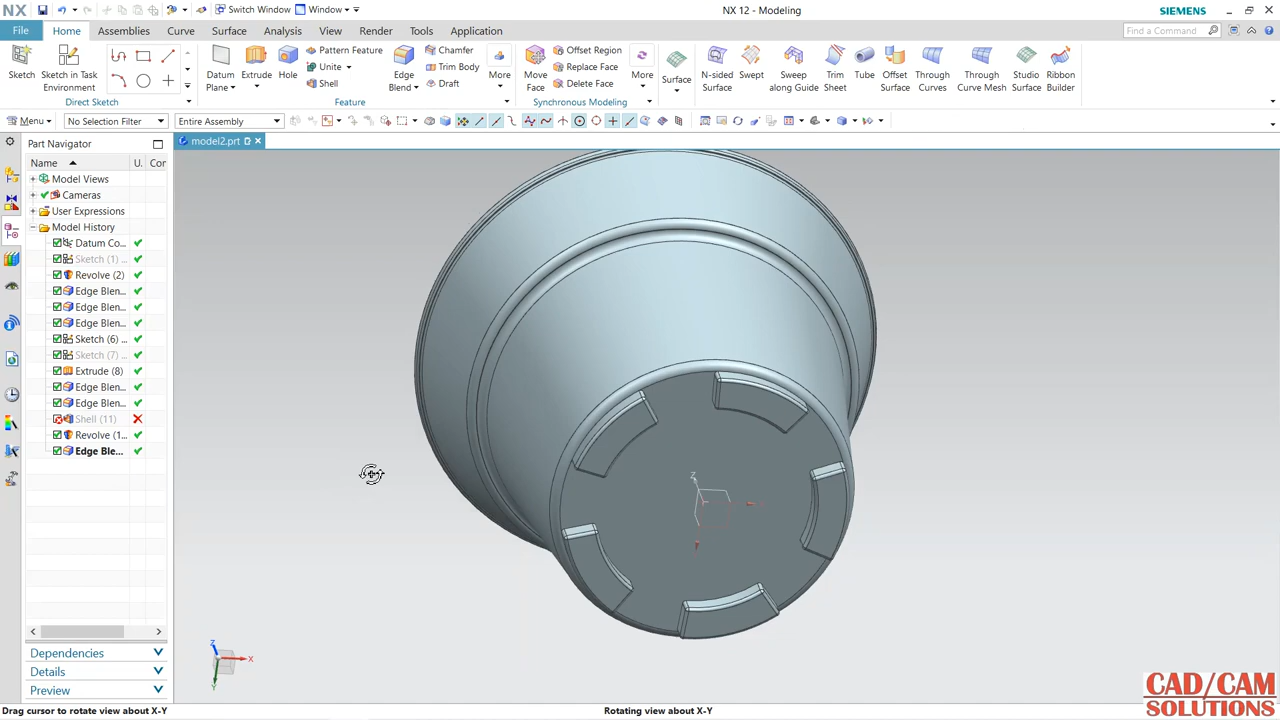 NX
Switch Window
Window
NX 12 - Modeling
SIEMENS
File
Home
Assemblies
Curve
Surface
Analysis
View
Render
Tools
Application
Find a Command
Sketch
Sketch in Task
Environment
Direct Sketch
Datum
Plane
Extrude
Hole
Pattern Feature
Unite
Shell
Edge
Blend
Chamfer
Trim Body
Draft
More
Feature
Move
Face
Offset Region
Replace Face
Delete Face
More
Synchronous Modeling
Surface
N-sided
Surface
Swept
Sweep
along Guide
Trim
Sheet
Tube
Offset
Surface
Through
Curves
Through
Curve Mesh
Studio
Surface
Ribbon
Builder
Menu
No Selection Filter
Entire Assembly
Part Navigator
model2.prt
Name
U.
Cor
Model Views
Cameras
User Expressions
Model History
Datum Co...
Sketch (1) ...
Revolve (2)
Edge Blen...
Edge Blen...
Edge Blen...
Sketch (6) ...
Sketch (7) ...
Extrude (8)
Edge Blen...
Edge Blen...
Shell (11)
Revolve (1...
Edge Ble...
Z
Z
X
Y
Dependencies
Details
Preview
CAD/CAM
SOLUTIONS
Drag cursor to rotate view about X-Y
Rotating view about X-Y